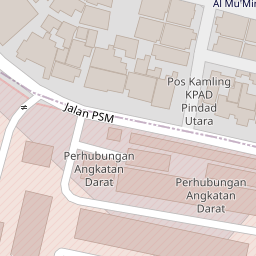 Al Mu'Min
Pos Kamling
KPAD
Pindad
Utara
Jalan PSM
Perhubungan
Angkatan
Darat
Perhubungan
Angkatan
Darat